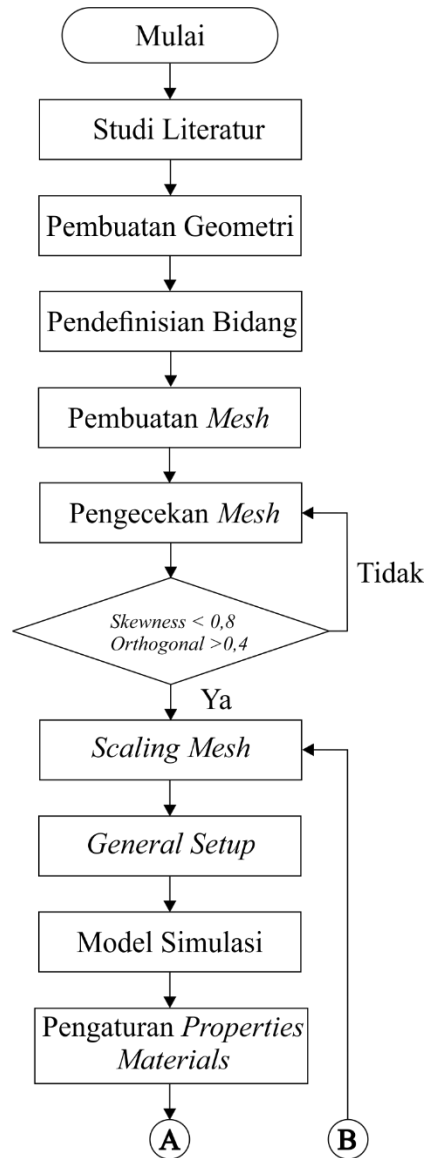 Mulai
Studi Literatur
Pembuatan Geometri
Pendefinisian Bidang
Pembuatan Mesh
Pengecekan Mesh
Tidak
Skewness < 0,8
Orthogonal >0,4
Ya
Scaling Mesh
General Setup
Model Simulasi
Pengaturan Properties
Materials
A
B